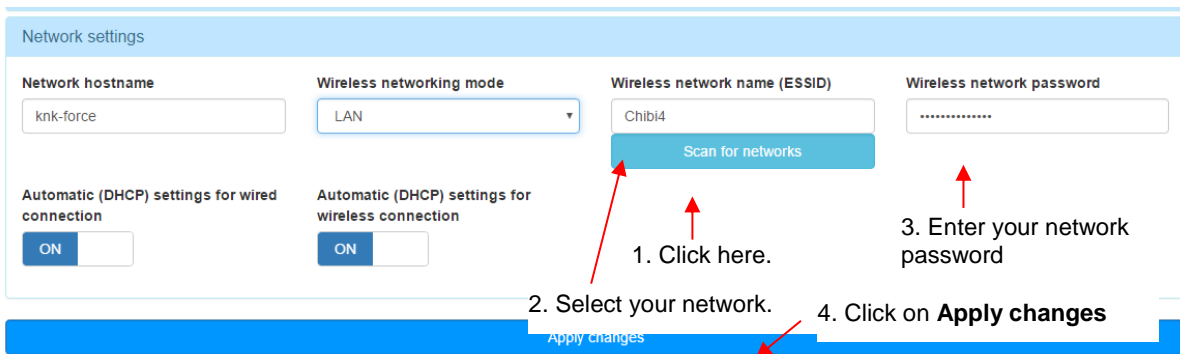 Network settings
Network hostname
Wireless networking mode
Wireless network name (ESSID)
Wireless network password
knk-force
LAN
Chibi4
••••••••••••••
Scan for networks
Automatic (DHCP) settings for wired
connection
Automatic (DHCP) settings for
wireless connection
ON
ON
1. Click here.
3. Enter your network
password
2. Select your network.
4. Click on Apply changes
Apply changes